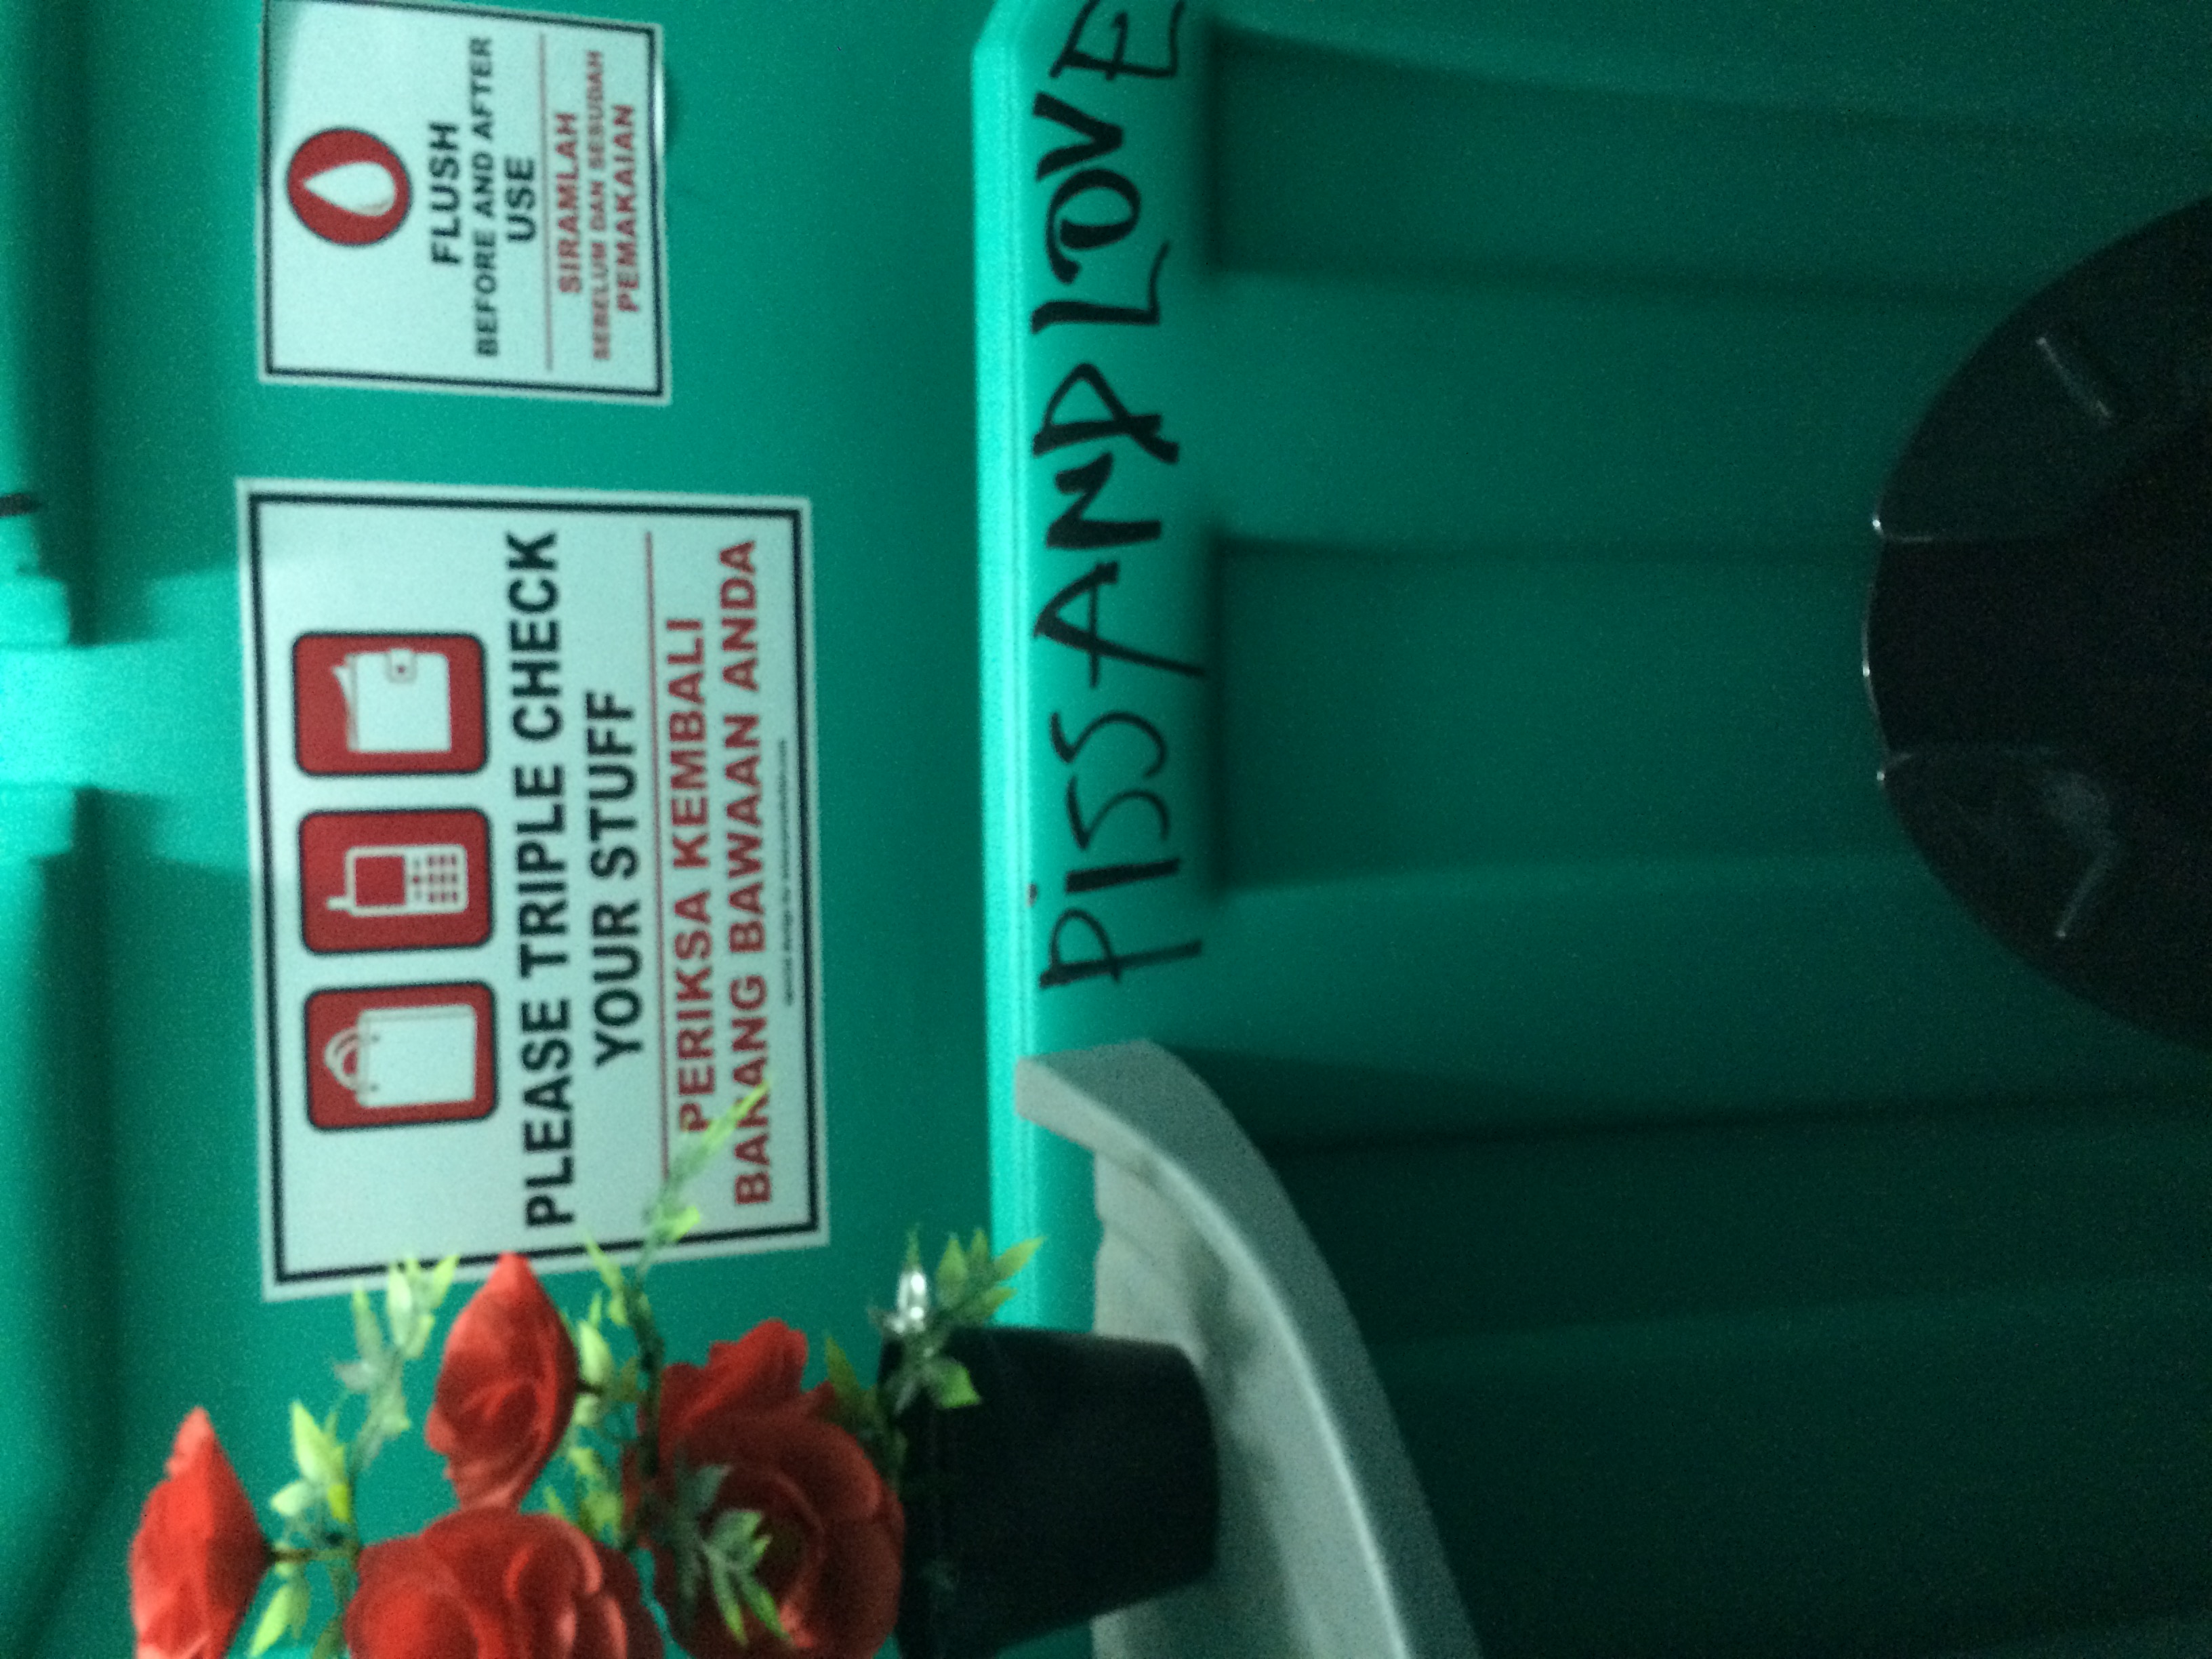 PLEASE TRIPLE CHECK
YOUR STUFF
PERIKSA KEMBALI
BARANG BAWAAN ANDA
FLUSH
BEFORE AND AFTER
USE
SIRAMLAH
SEBELUM DAN SESUDAH
PEMAKAIAN
PISS AND LOVE